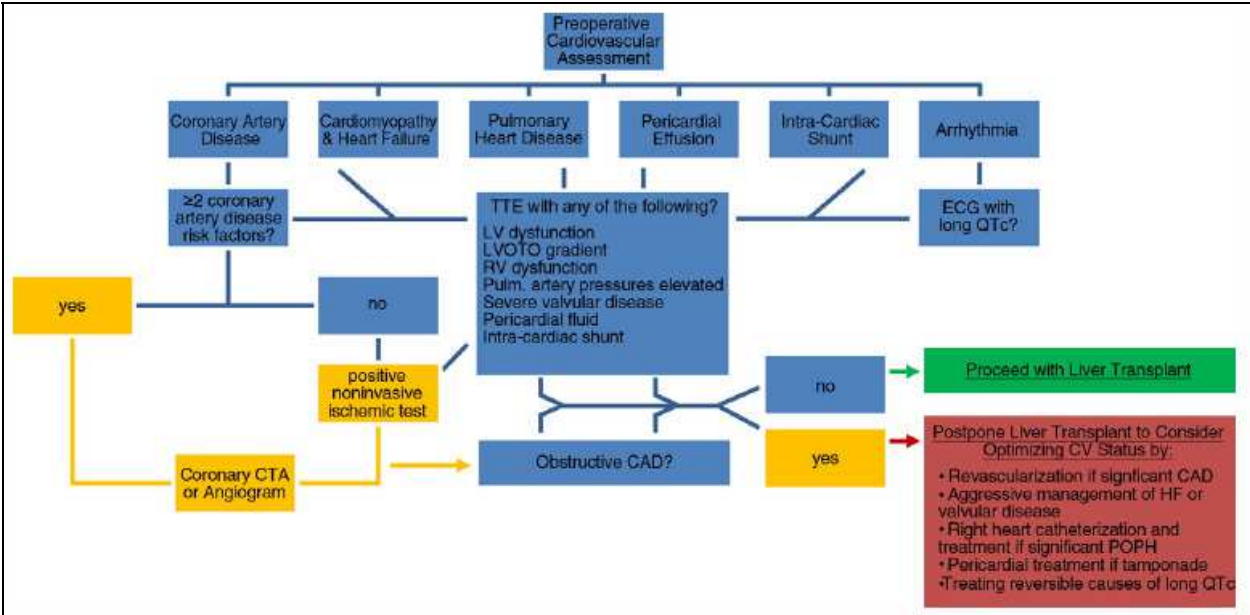 Preoperative
Cardiovascular
Assessment
Coronary Artery
Disease
Cardiomyopathy
& Heart Failure
Pulmonary
Heart Disease
Pericardial
Effusion
Intra-Cardiac
Shunt
Arrhythmia
≥2 coronary
artery disease
risk factors?
TTE with any of the following?
LV dysfunction
LVOTO gradient
RV dysfunction
Pulm. artery pressures elevated
Severe valvular disease
Pericardial fluid
Intra-cardiac shunt
ECG with
long QTc?
yes
no
positive
noninvasive
ischemic test
Coronary CTA
or Angiogram
Obstructive CAD?
no
yes
Proceed with Liver Transplant
Postpone Liver Transplant to Consider
Optimizing CV Status by:
• Revascularization if signficant CAD
• Aggressive management of HF or
valvular disease
• Right heart catheterization and
treatment if significant POPH
• Pericardial treatment if tamponade
•Treating reversible causes of long QTc